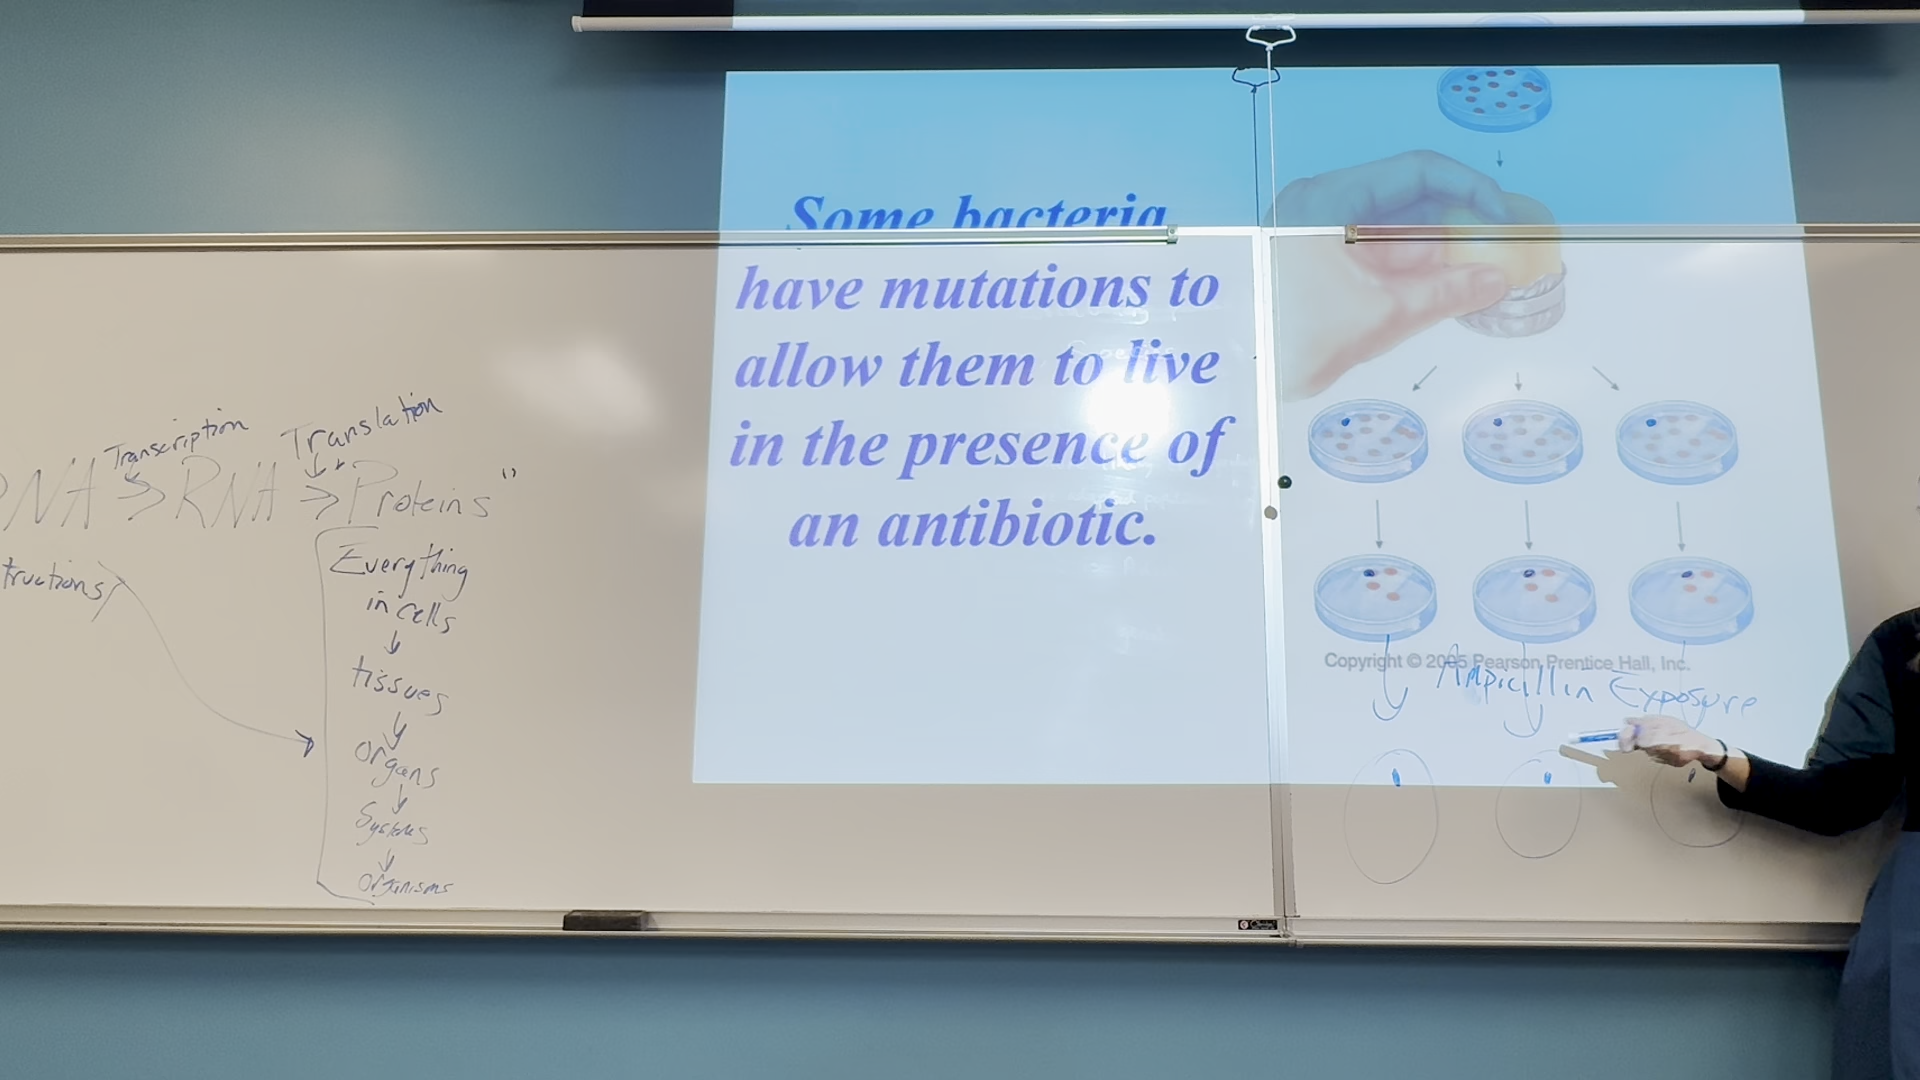 Some bacteria
have mutations to
allow them to live
in the presence of
an antibiotic.
Copyright © 2005 Pearson Prentice Hall, Inc.
Ampicillin Exposure
Transcription
Translation
NA → RNA → Proteins"
tructions)
Everything
in cells
↓
tissues
↓
Organs
↓
Systems
↓
Organisms